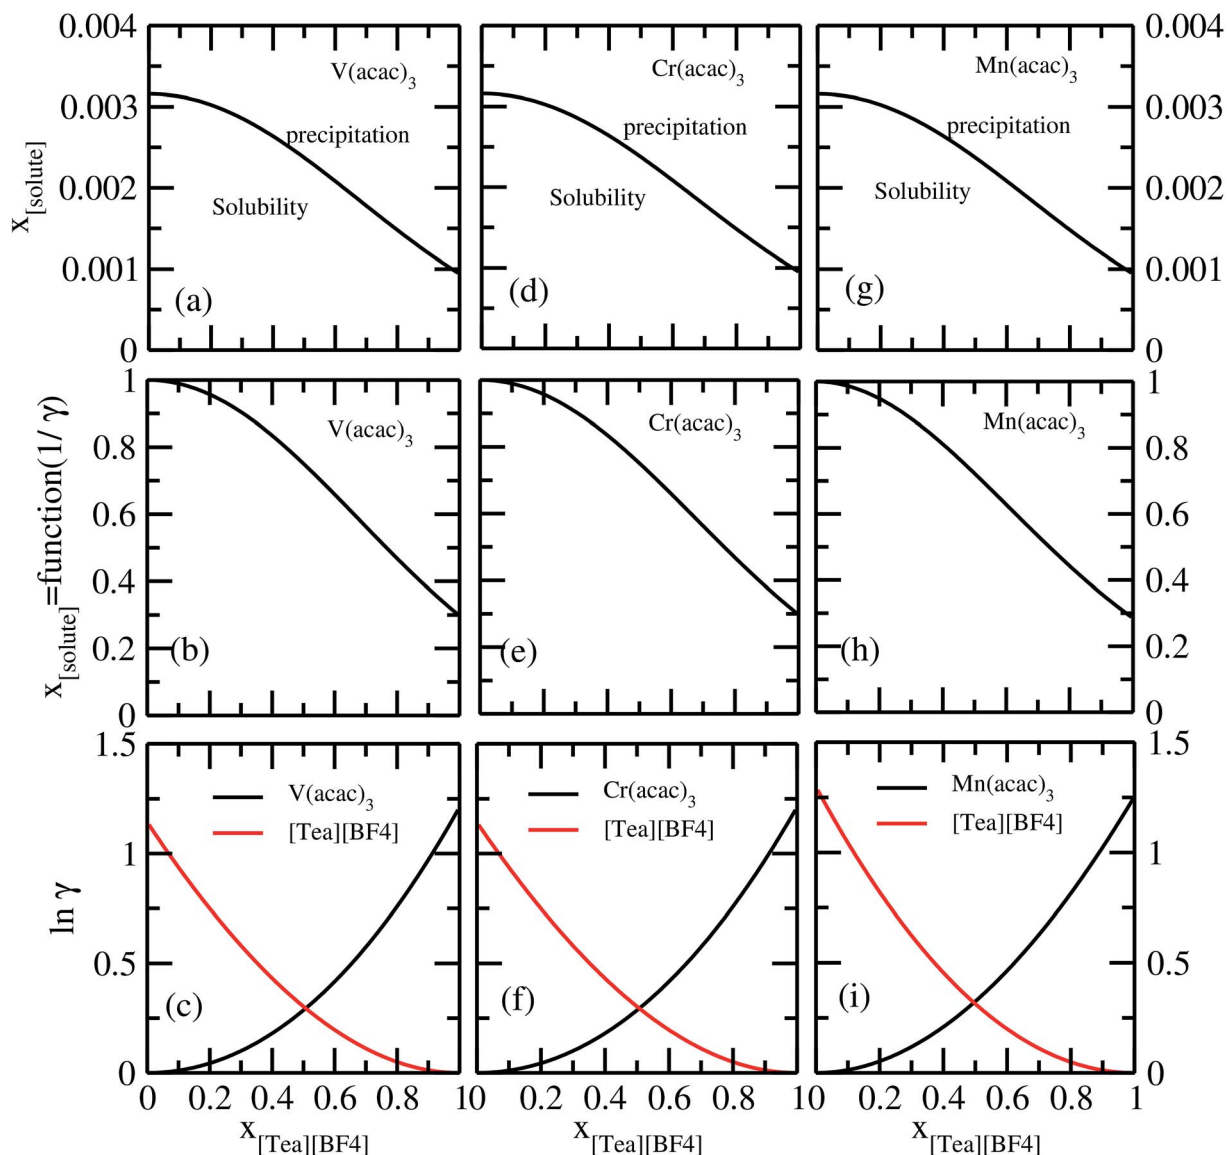 0.004
0.003
0.002
0.001
0
x[solute]
V(acac)3
precipitation
Solubility
(a)
Cr(acac)3
precipitation
Solubility
(d)
Mn(acac)3
precipitation
Solubility
(g)
0.004
0.003
0.002
0.001
0
1
0.8
0.6
0.4
0.2
0
x[solute]=function(1/ γ)
V(acac)3
(b)
Cr(acac)3
(e)
Mn(acac)3
(h)
1
0.8
0.6
0.4
0.2
0
1.5
1
0.5
0
ln γ
V(acac)3
[Tea][BF4]
(c)
Cr(acac)3
[Tea][BF4]
(f)
Mn(acac)3
[Tea][BF4]
(i)
1.5
1
0.5
0
0 0.2 0.4 0.6 0.8 1
0 0.2 0.4 0.6 0.8 1
0 0.2 0.4 0.6 0.8 1
x[Tea][BF4]
x[Tea][BF4]
x[Tea][BF4]